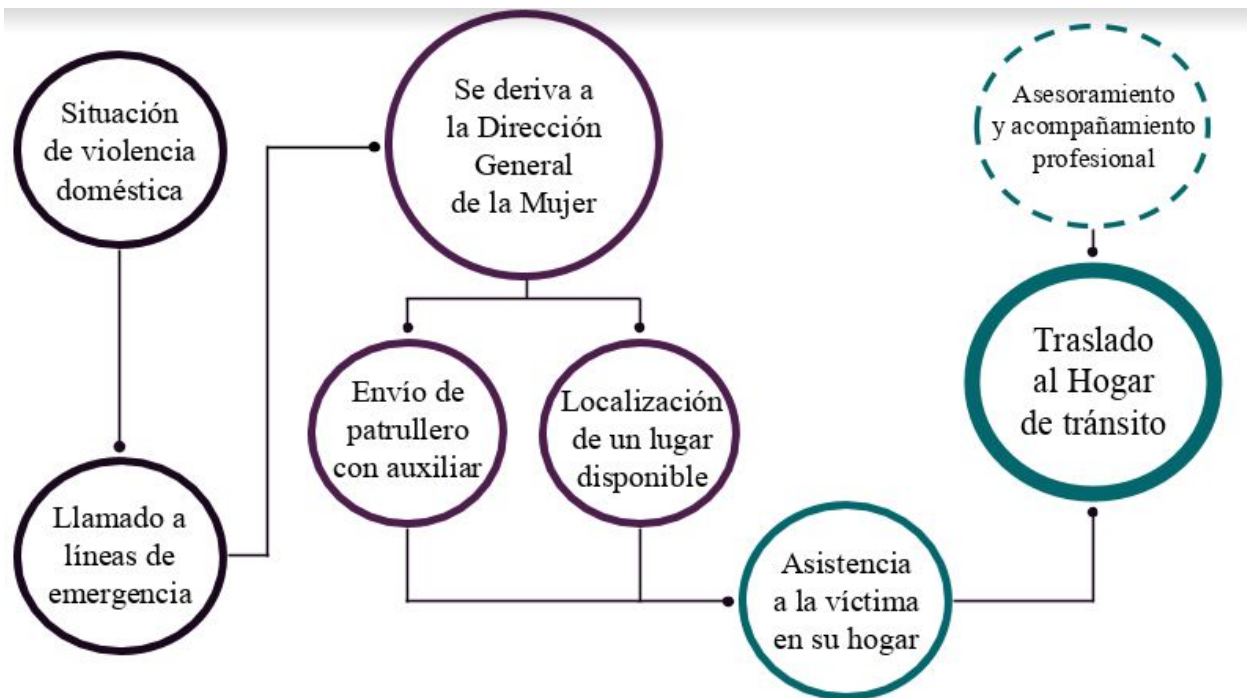 Situación
de violencia
doméstica
Llamado a
líneas de
emergencia
Se deriva a
la Dirección
General
de la Mujer
Envío de
patrullero
con auxiliar
Localización
de un lugar
disponible
Asistencia
a la víctima
en su hogar
Asesoramiento
y acompañamiento
profesional
Traslado
al Hogar
de tránsito